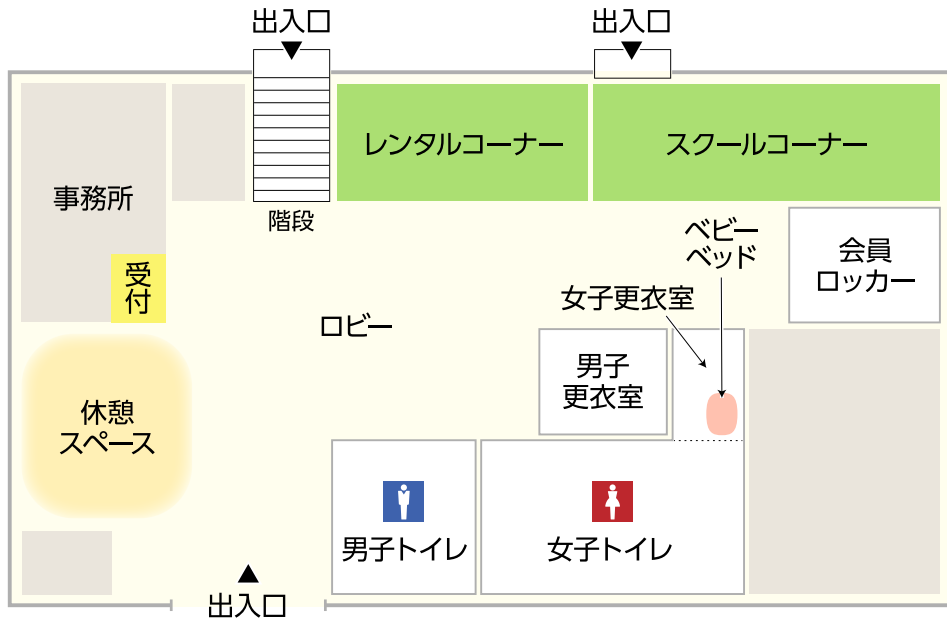 出入口
出入口
レンタルコーナー
スクールコーナー
事務所
階段
受
付
ベビー
ベッド
会員
ロッカー
女子更衣室
ロビー
男子
更衣室
休憩
スペース
男子トイレ
女子トイレ
出入口